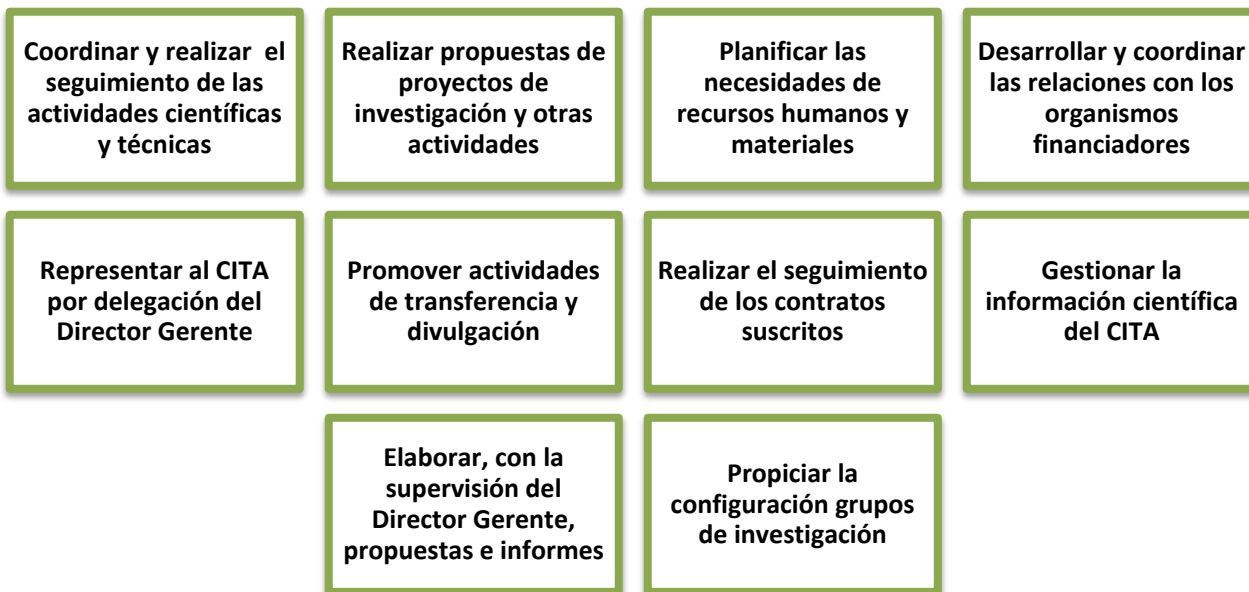 Coordinar y realizar el
seguimiento de las
actividades científicas
y técnicas
Realizar propuestas de
proyectos de
investigación y otras
actividades
Planificar las
necesidades de
recursos humanos y
materiales
Desarrollar y coordinar
las relaciones con los
organismos
financiadores
Representar al CITA
por delegación del
Director Gerente
Promover actividades
de transferencia y
divulgación
Realizar el seguimiento
de los contratos
suscritos
Gestionar la
información científica
del CITA
Elaborar, con la
supervisión del
Director Gerente,
propuestas e informes
Propiciar la
configuración grupos
de investigación